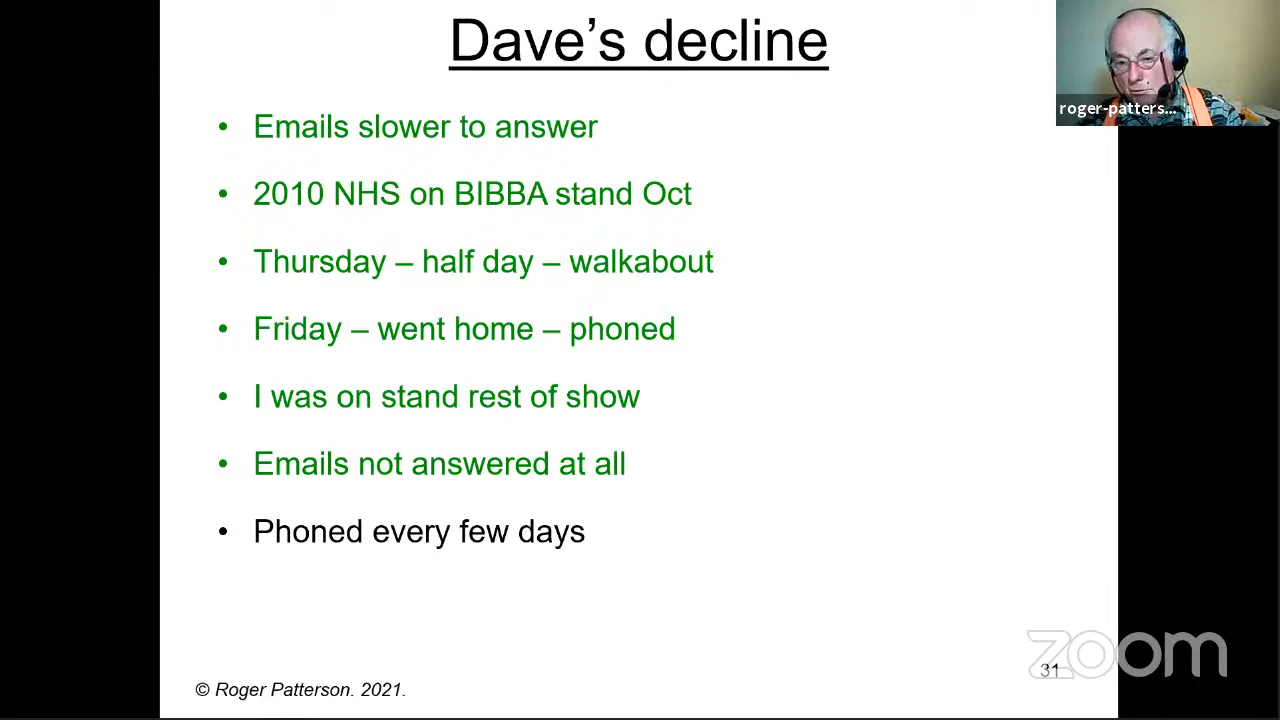 Dave's decline
roger-patters...
• Emails slower to answer
• 2010 NHS on BIBBA stand Oct
• Thursday – half day – walkabout
• Friday – went home – phoned
• I was on stand rest of show
• Emails not answered at all
• Phoned every few days
zoom
31
© Roger Patterson. 2021.